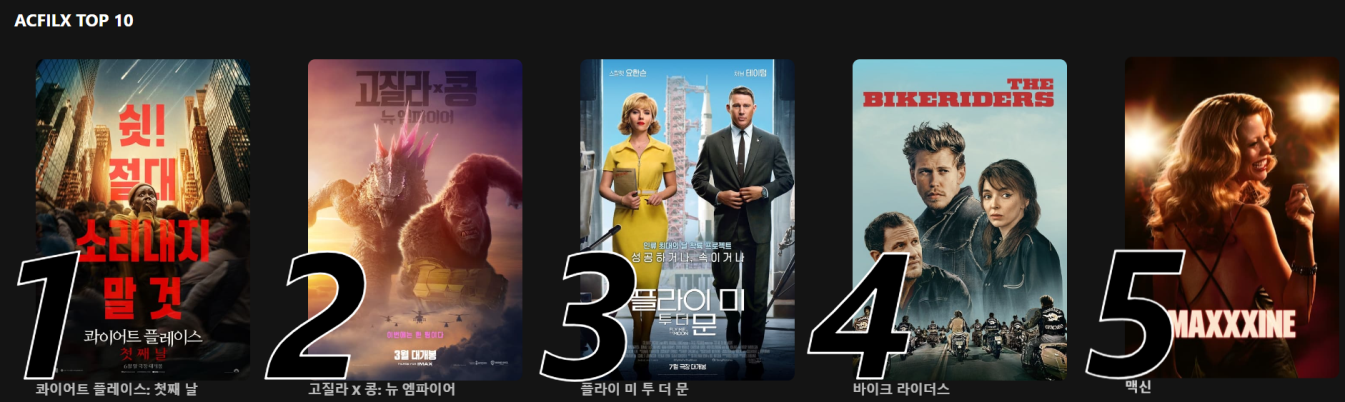 ACFILX TOP 10
쉿!
절대
소리내지
말 것
콰이어트 플레이스
첫째 날
1
콰이어트 플레이스: 첫째 날
고질라×콩
뉴 엠파이어
3월 대개봉
2
고질라 X 콩: 뉴 엠파이어
요한슨
테이텀
성공하거나, 속이거나
플라이 미
투 더 문
7월 극장 대개봉
3
플라이 미 투 더 문
THE
BIKERIDERS
4
바이크 라이더스
MAXXXINE
5
맥신